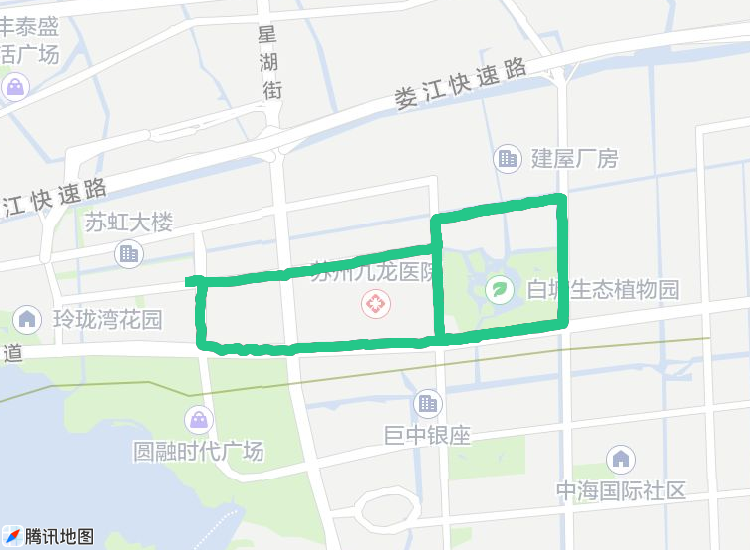 丰泰盛
活广场
星湖街
娄江快速路
建屋厂房
江快速路
苏虹大楼
苏州九龙医院
白塘生态植物园
玲珑湾花园
道
巨中银座
圆融时代广场
中海国际社区
腾讯地图